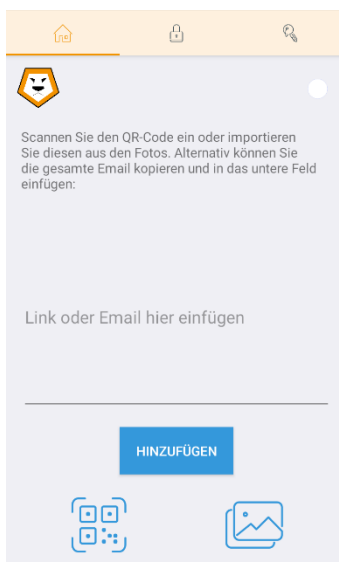 Scannen Sie den QR-Code ein oder importieren
Sie diesen aus den Fotos. Alternativ können Sie
die gesamte Email kopieren und in das untere Feld
einfügen:
Link oder Email hier einfügen
HINZUFÜGEN